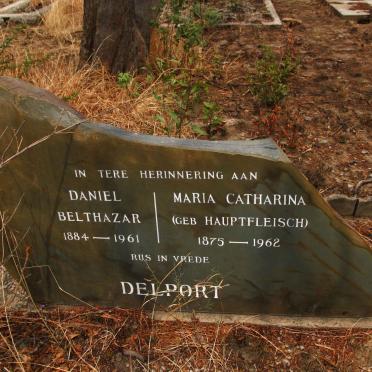 IN TERE HERINNERING AAN
DANIEL
BELTHAZAR
1884 — 1961
MARIA CATHARINA
(GEB HAUPTFLEISCH)
1875 — 1962
RUS IN VREDE
DELPORT